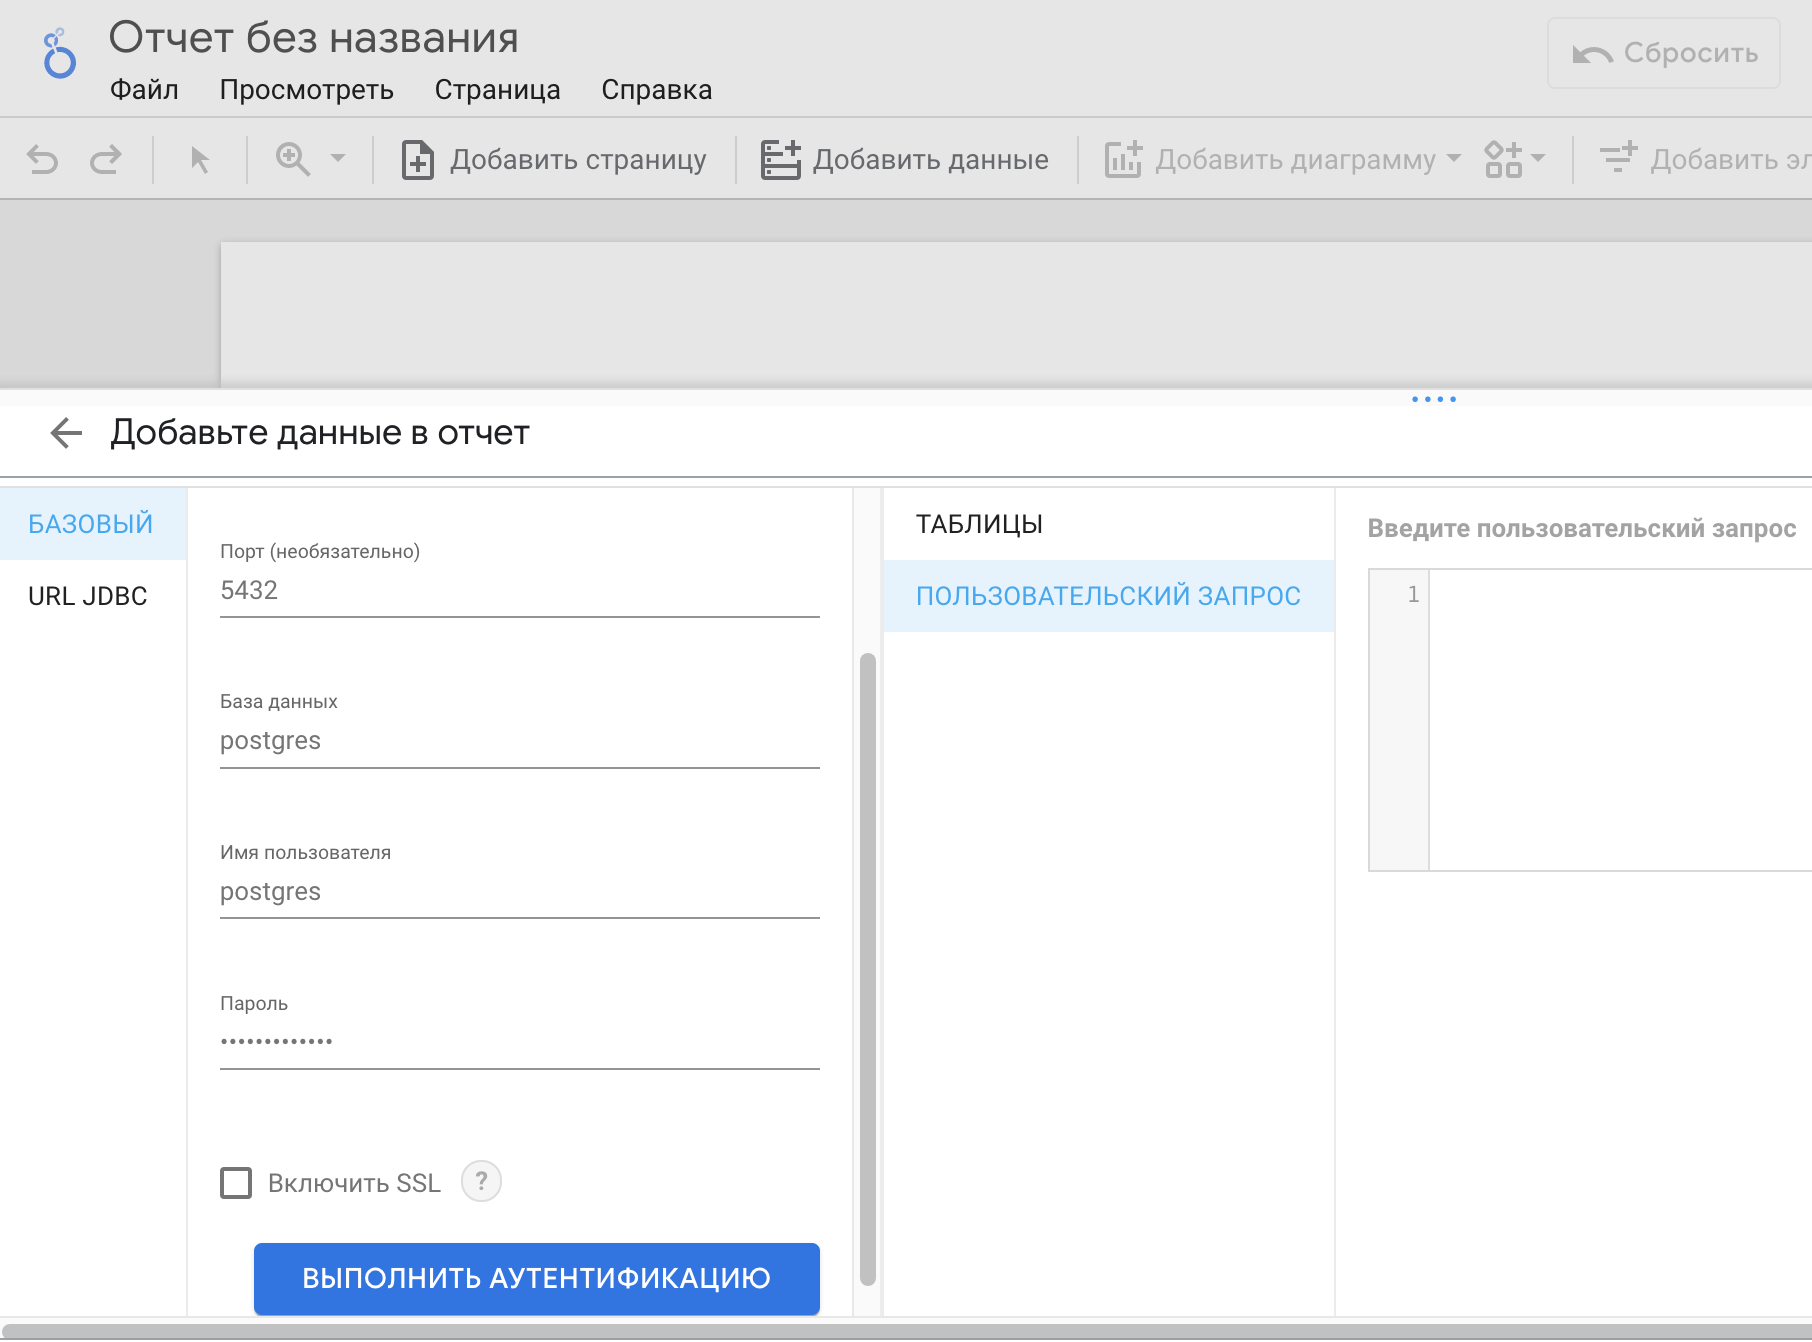 Отчет без названия
Файл Просмотреть Страница Справка
Сбросить
Добавить страницу Добавить данные Добавить диаграмму Добавить эл
Добавьте данные в отчет
БАЗОВЫЙ
URL JDBC
Порт (необязательно)
5432
База данных
postgres
Имя пользователя
postgres
Пароль
•••••••••••••
Включить SSL ?
ВЫПОЛНИТЬ АУТЕНТИФИКАЦИЮ
ТАБЛИЦЫ
ПОЛЬЗОВАТЕЛЬСКИЙ ЗАПРОС
Введите пользовательский запрос
1